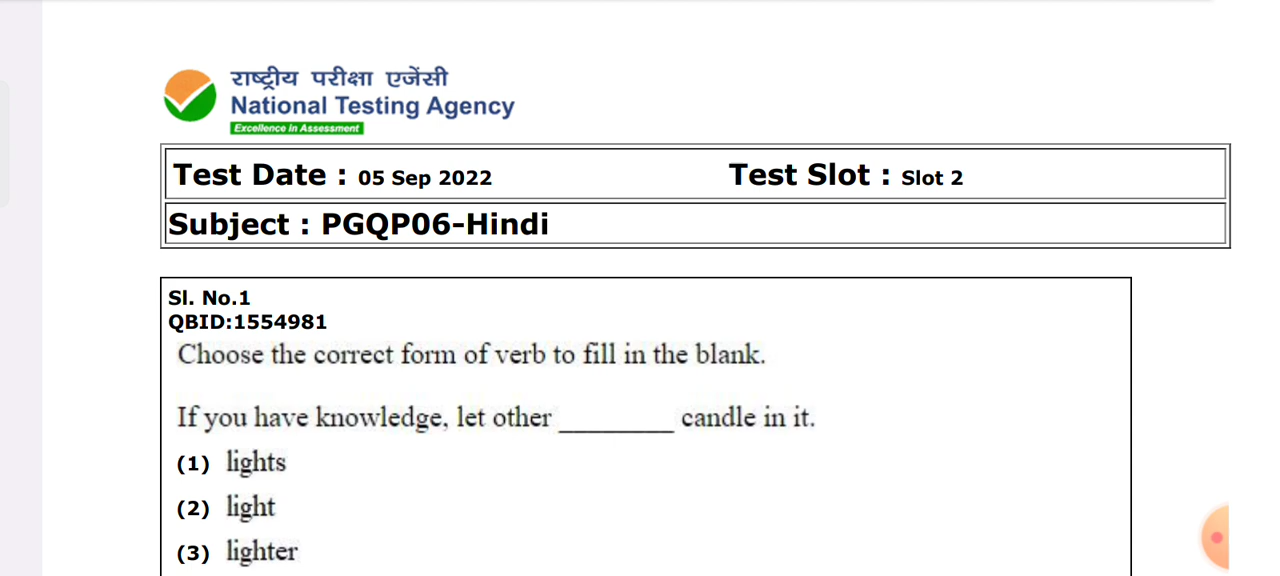 राष्ट्रीय परीक्षा एजेंसी
National Testing Agency
Excellence in Assessment
Test Date : 05 Sep 2022 Test Slot : Slot 2
Subject : PGQP06-Hindi
Sl. No.1
QBID:1554981
Choose the correct form of verb to fill in the blank.
If you have knowledge, let other ________ candle in it.
(1) lights
(2) light
(3) lighter